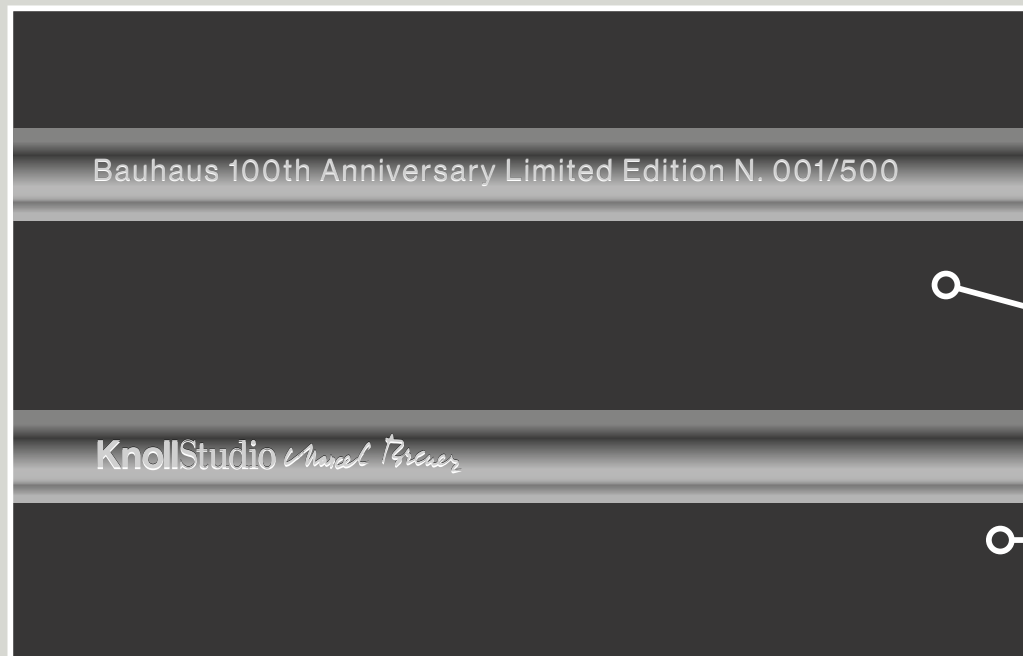 Bauhaus 100th Anniversary Limited Edition N. 001/500
KnollStudio Marcel Breuer